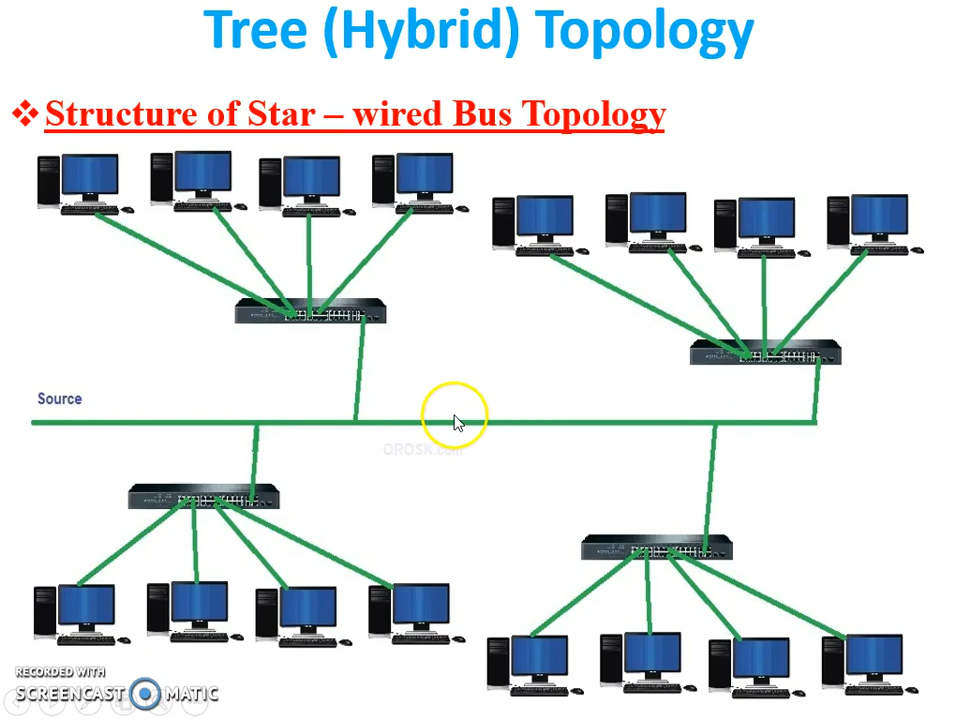 Tree (Hybrid) Topology
❖ Structure of Star – wired Bus Topology
Source
OROSK.com
RECORDED WITH
SCREENCAST MATIC